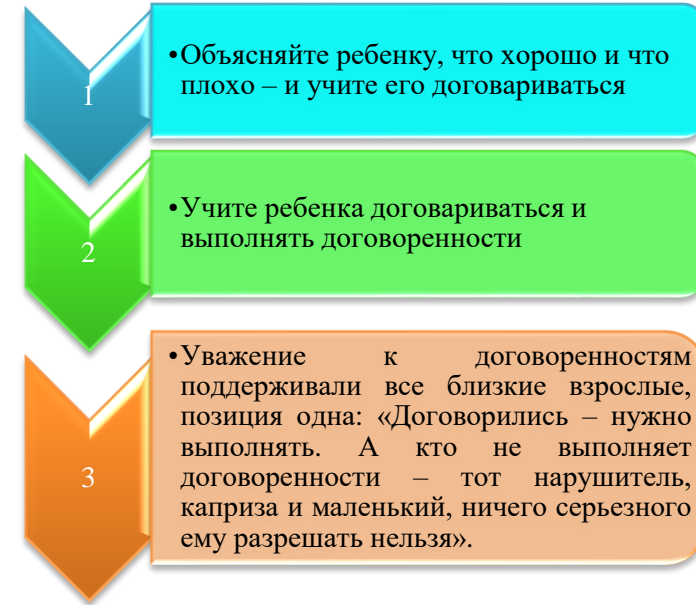 1
•Объясняйте ребенку, что хорошо и что
плохо – и учите его договариваться
2
•Учите ребенка договариваться и
выполнять договоренности
3
•Уважение к договоренностям
поддерживали все близкие взрослые,
позиция одна: «Договорились – нужно
выполнять. А кто не выполняет
договоренности – тот нарушитель,
каприза и маленький, ничего серьезного
ему разрешать нельзя».